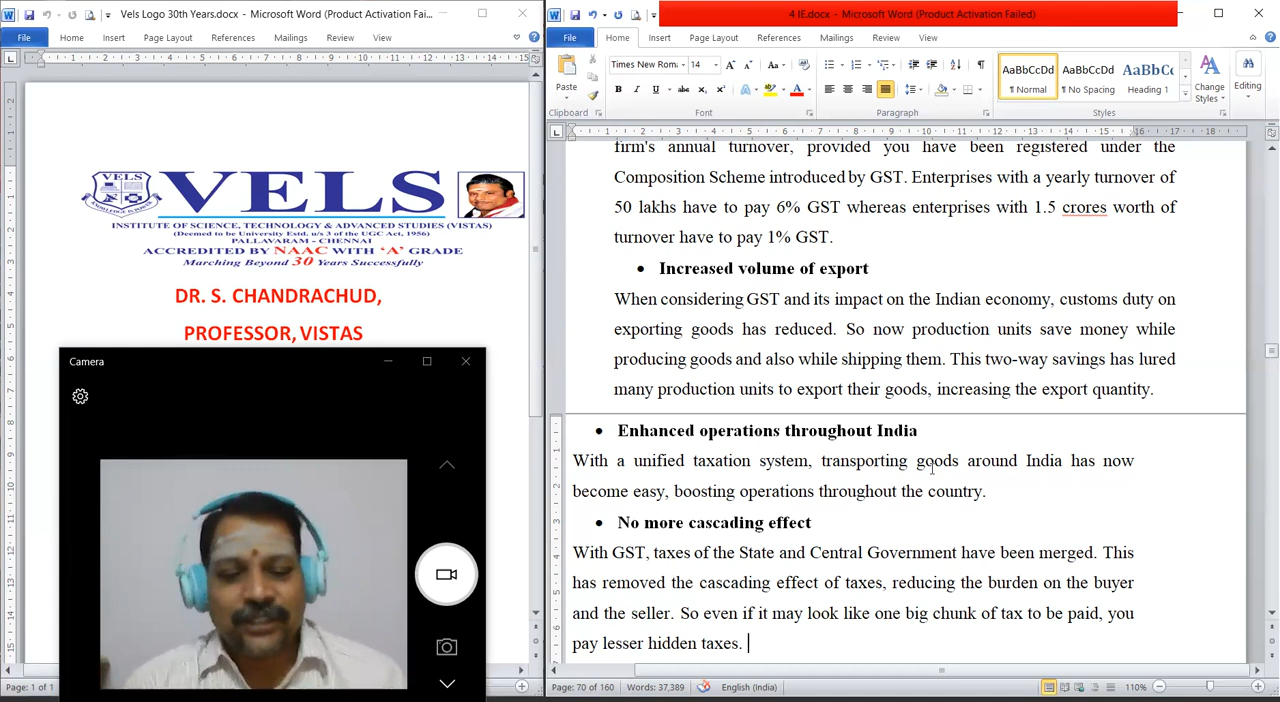 Vels Logo 30th Years.docx - Microsoft Word (Product Activation Fai...
File Home Insert Page Layout References Mailings Review View
VELS
VELS
INSTITUTE OF SCIENCE, TECHNOLOGY & ADVANCED STUDIES (VISTAS)
(Deemed to be University Estd. u/s 3 of the UGC Act, 1956)
PALLAVARAM - CHENNAI
ACCREDITED BY NAAC WITH ‘A’ GRADE
Marching Beyond 30 Years Successfully
DR. S. CHANDRACHUD,
PROFESSOR, VISTAS
Camera
Page: 1 of 1
4 IE.docx - Microsoft Word (Product Activation Failed)
File Home Insert Page Layout References Mailings Review View
Times New Rom 14
Paste
AaBbCcDd AaBbCcDd AaBbCc
¶ Normal ¶ No Spacing Heading 1
Change Styles
Editing
Clipboard Font Paragraph Styles
firm's annual turnover, provided you have been registered under the
Composition Scheme introduced by GST. Enterprises with a yearly turnover of
50 lakhs have to pay 6% GST whereas enterprises with 1.5 crores worth of
turnover have to pay 1% GST.
• Increased volume of export
When considering GST and its impact on the Indian economy, customs duty on
exporting goods has reduced. So now production units save money while
producing goods and also while shipping them. This two-way savings has lured
many production units to export their goods, increasing the export quantity.
• Enhanced operations throughout India
With a unified taxation system, transporting goods around India has now
become easy, boosting operations throughout the country.
• No more cascading effect
With GST, taxes of the State and Central Government have been merged. This
has removed the cascading effect of taxes, reducing the burden on the buyer
and the seller. So even if it may look like one big chunk of tax to be paid, you
pay lesser hidden taxes.
Page: 70 of 160 Words: 37,389 English (India) 110%